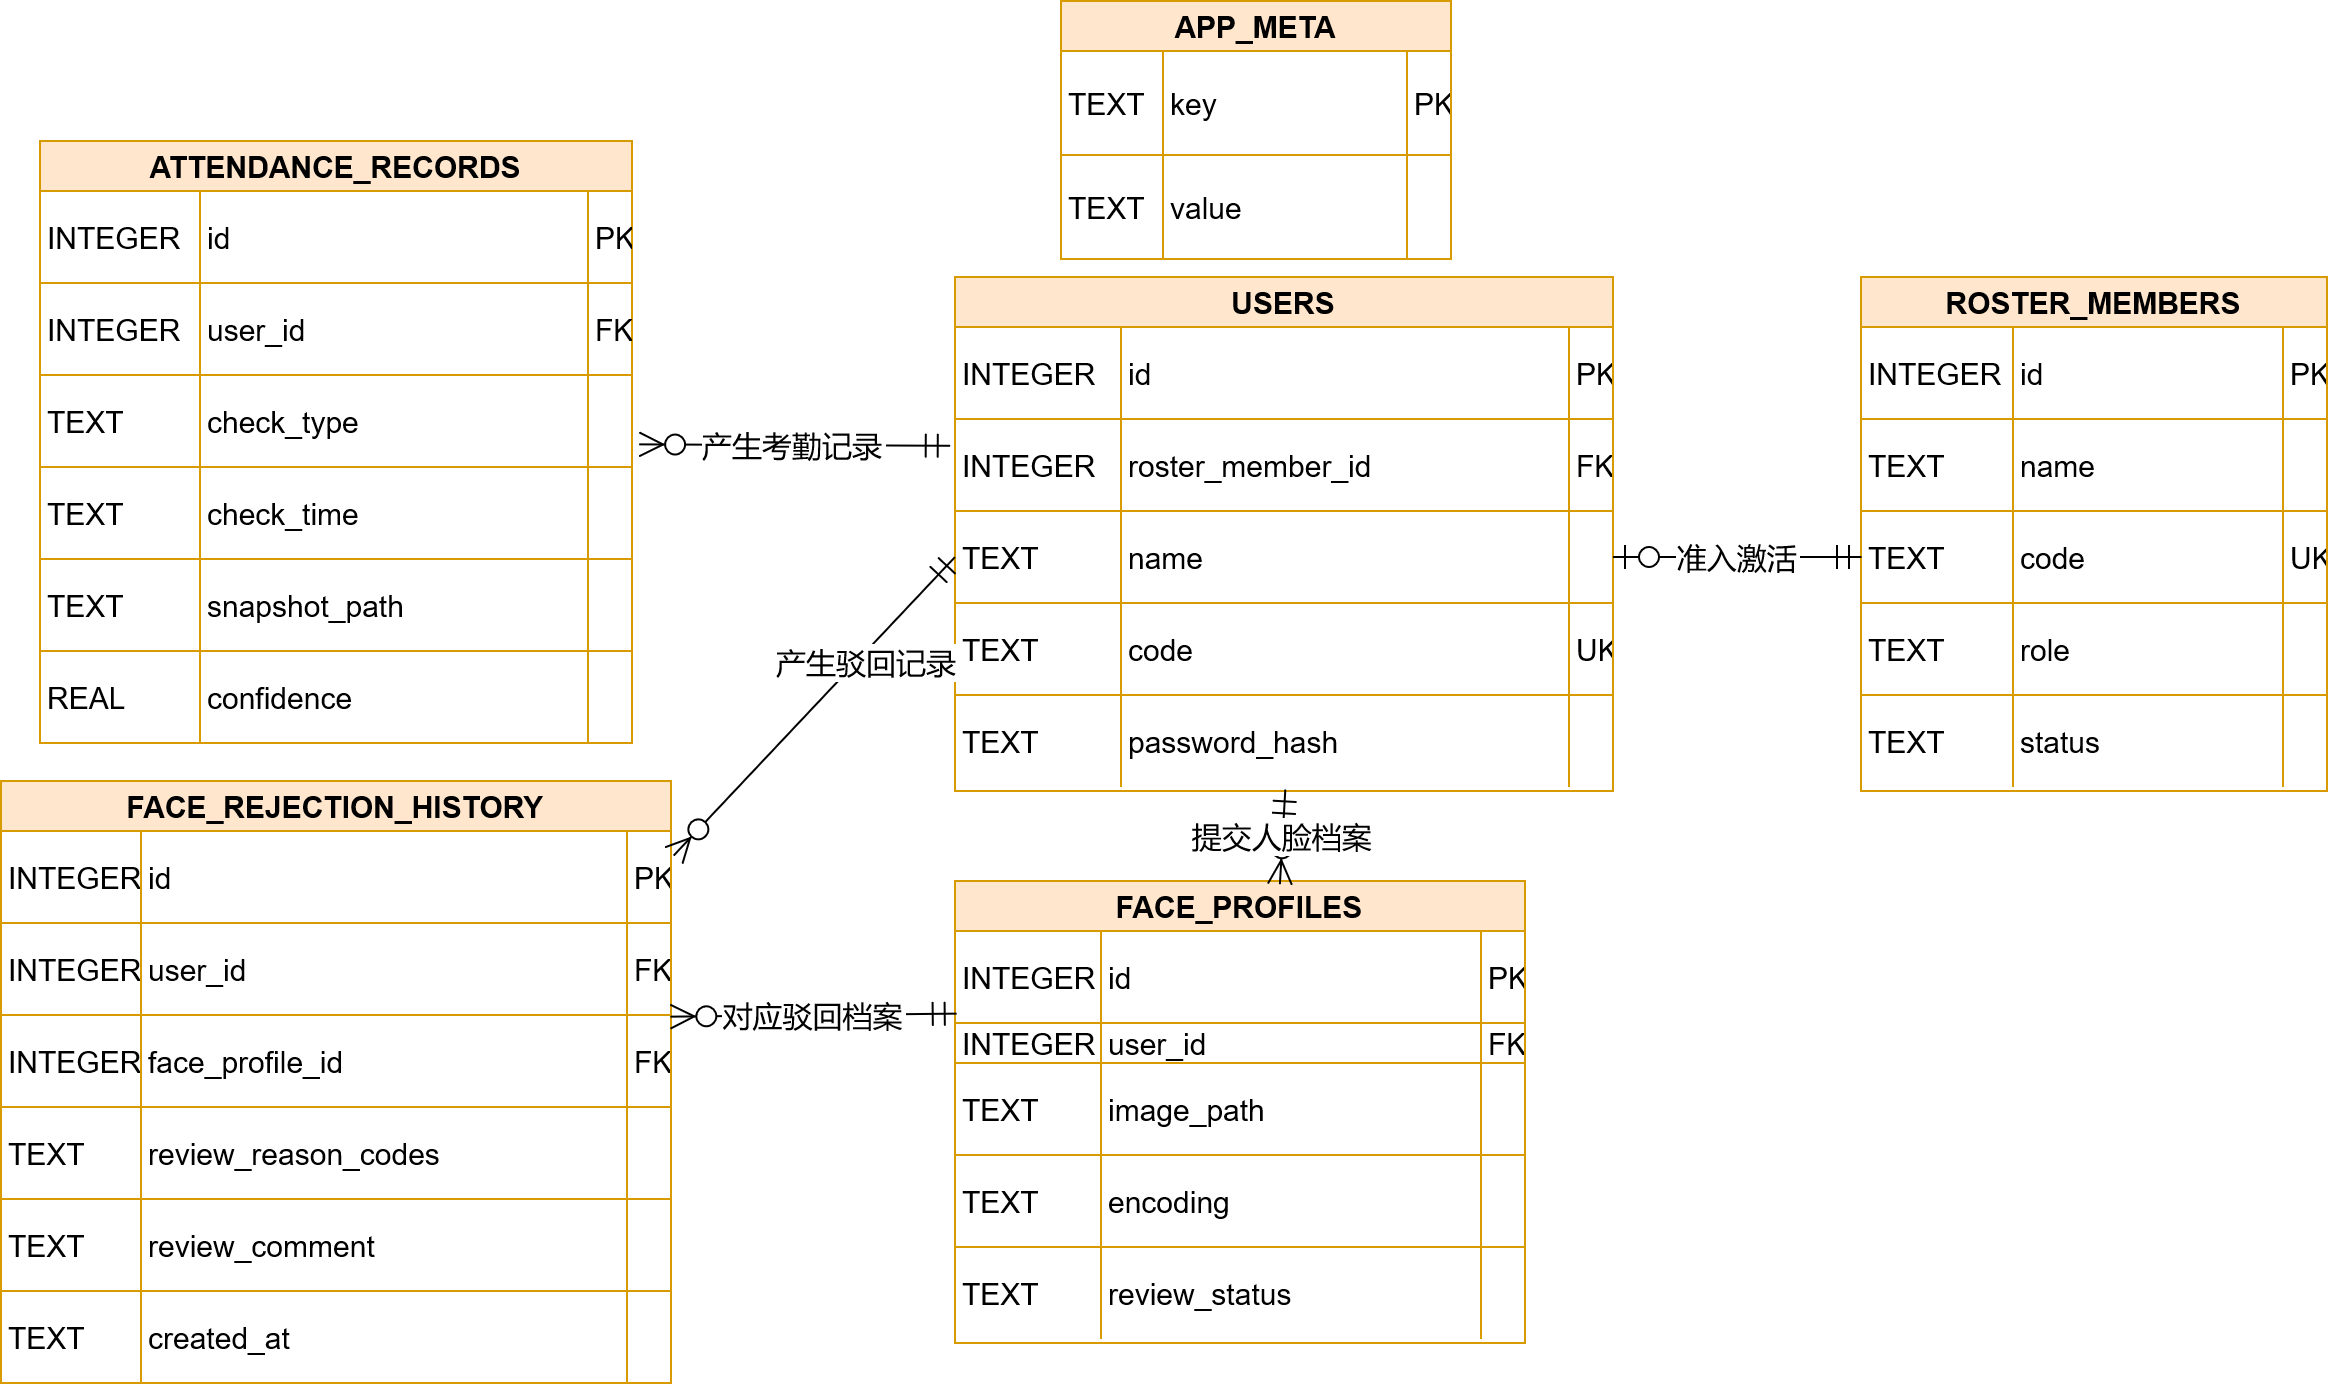 APP_META
TEXT key PK
TEXT value
ATTENDANCE_RECORDS
INTEGER id PK
INTEGER user_id FK
TEXT check_type
TEXT check_time
TEXT snapshot_path
REAL confidence
产生考勤记录
USERS
INTEGER id PK
INTEGER roster_member_id FK
TEXT name
TEXT code UK
TEXT password_hash
准入激活
ROSTER_MEMBERS
INTEGER id PK
TEXT name
TEXT code UK
TEXT role
TEXT status
产生驳回记录
提交人脸档案
FACE_REJECTION_HISTORY
INTEGER id PK
INTEGER user_id FK
INTEGER face_profile_id FK
TEXT review_reason_codes
TEXT review_comment
TEXT created_at
对应驳回档案
FACE_PROFILES
INTEGER id PK
INTEGER user_id FK
TEXT image_path
TEXT encoding
TEXT review_status